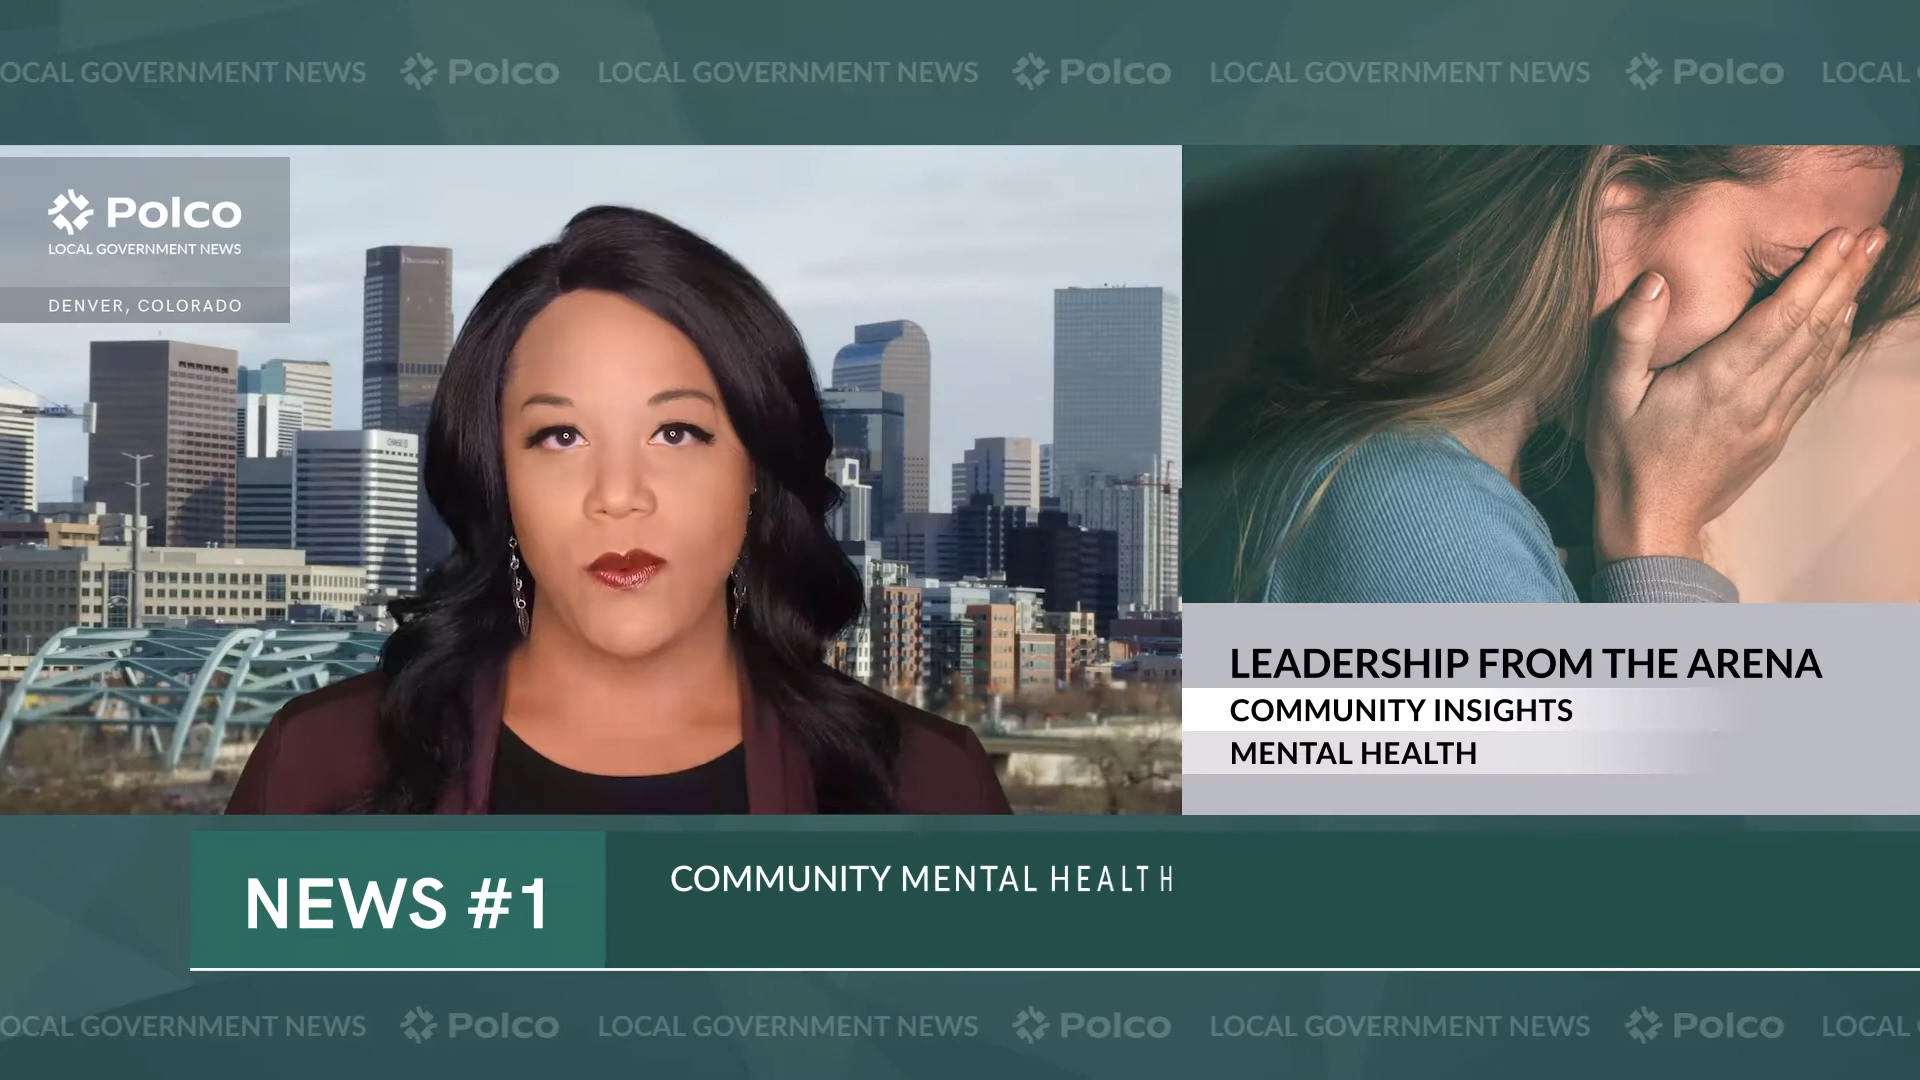 OCAL GOVERNMENT NEWS Polco LOCAL GOVERNMENT NEWS Polco LOCAL GOVERNMENT NEWS Polco LOCAL
Polco
LOCAL GOVERNMENT NEWS
DENVER, COLORADO
LEADERSHIP FROM THE ARENA
COMMUNITY INSIGHTS
MENTAL HEALTH
NEWS #1
COMMUNITY MENTAL HEALTH
OCAL GOVERNMENT NEWS Polco LOCAL GOVERNMENT NEWS Polco LOCAL GOVERNMENT NEWS Polco LOCAL